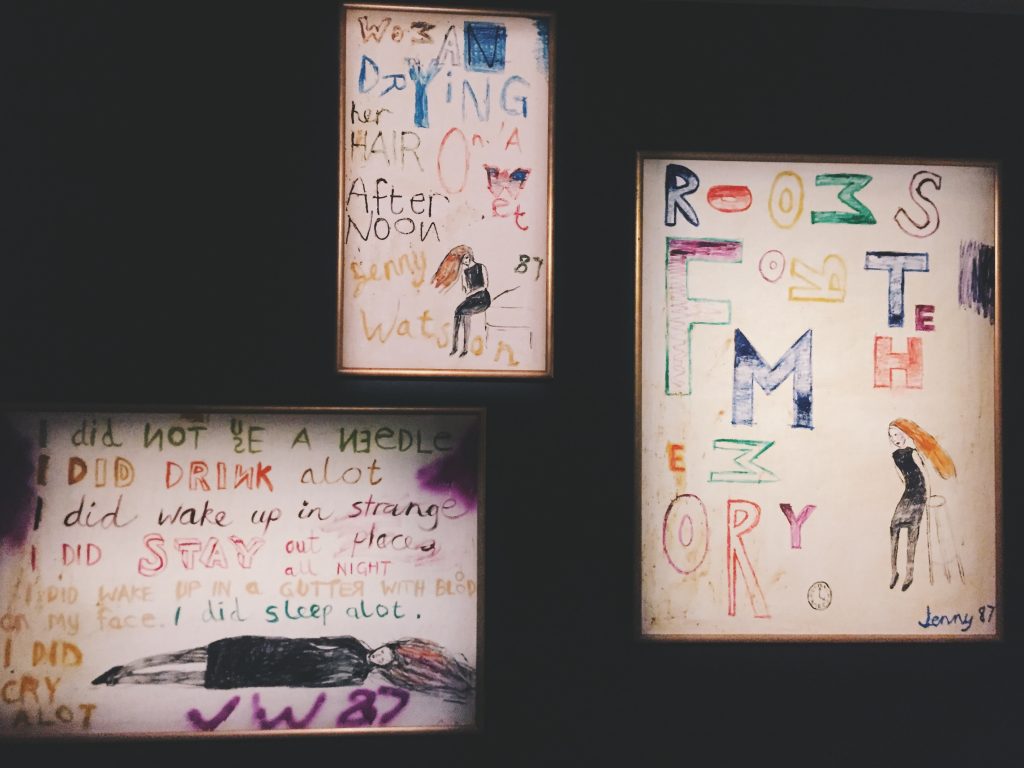 WOMAN
DRYING
her
HAIR On A
wet
After
NOON
Jenny 87
Watson
ROOMS
FOR THE
M
EM
ORY
Jenny 87
I did NOT USE A NEEDLE
I DID DRINK alot
I did wake up in strange
places
I DID STAY out
all NIGHT
I DID WAKE UP IN a GUTTER WITH BLOOD
on my face. I did sleep alot.
I DID
CRY
ALOT
JW 87